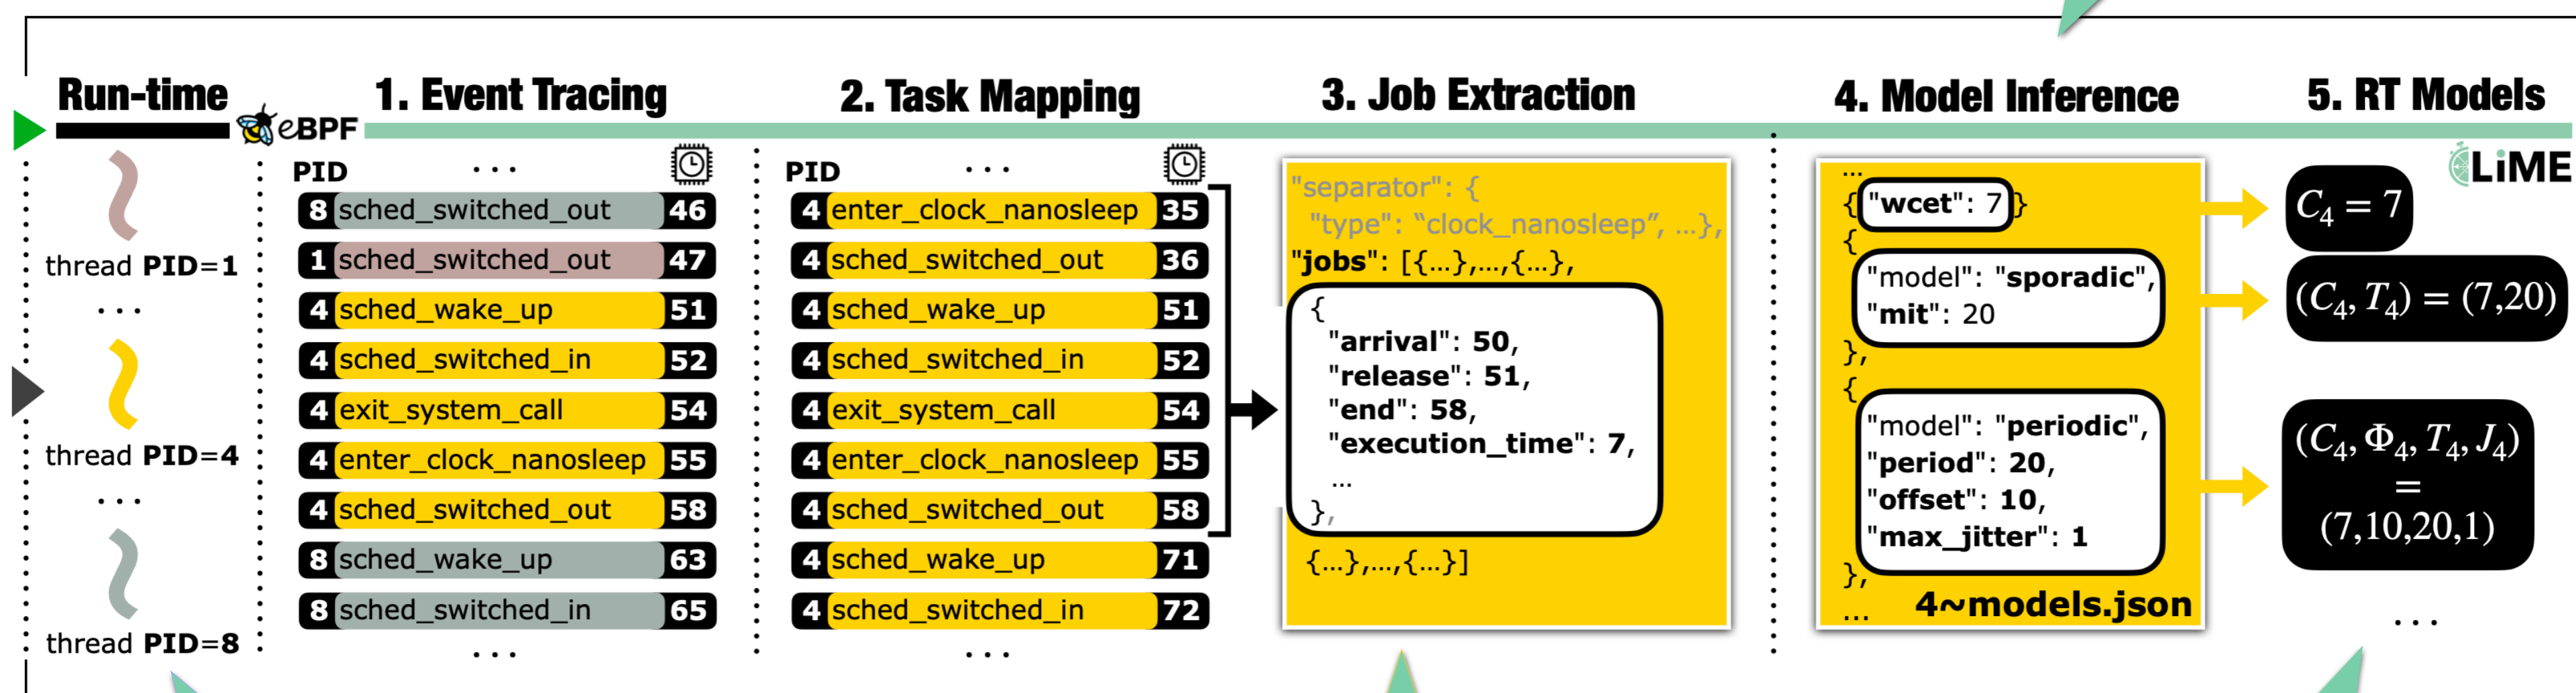 Run-time
eBPF
thread PID=1
. . .
thread PID=4
. . .
thread PID=8
1. Event Tracing
PID . . .
8 sched_switched_out 46
1 sched_switched_out 47
4 sched_wake_up 51
4 sched_switched_in 52
4 exit_system_call 54
4 enter_clock_nanosleep 55
4 sched_switched_out 58
8 sched_wake_up 63
8 sched_switched_in 65
. . .
2. Task Mapping
PID . . .
4 enter_clock_nanosleep 35
4 sched_switched_out 36
4 sched_wake_up 51
4 sched_switched_in 52
4 exit_system_call 54
4 enter_clock_nanosleep 55
4 sched_switched_out 58
4 sched_wake_up 71
4 sched_switched_in 72
. . .
3. Job Extraction
"separator": {
"type": “clock_nanosleep”, …},
"jobs": [{…},…,{…},
{
"arrival": 50,
"release": 51,
"end": 58,
"execution_time": 7,
…
},
{…},…,{…}]
4. Model Inference
…
{"wcet": 7}
{
"model": "sporadic",
"mit": 20
},
{
"model": "periodic",
"period": 20,
"offset": 10,
"max_jitter": 1
},
… 4~models.json
5. RT Models
LiME
C₄ = 7
(C₄, T₄) = (7,20)
(C₄, Φ₄, T₄, J₄)
=
(7,10,20,1)
. . .